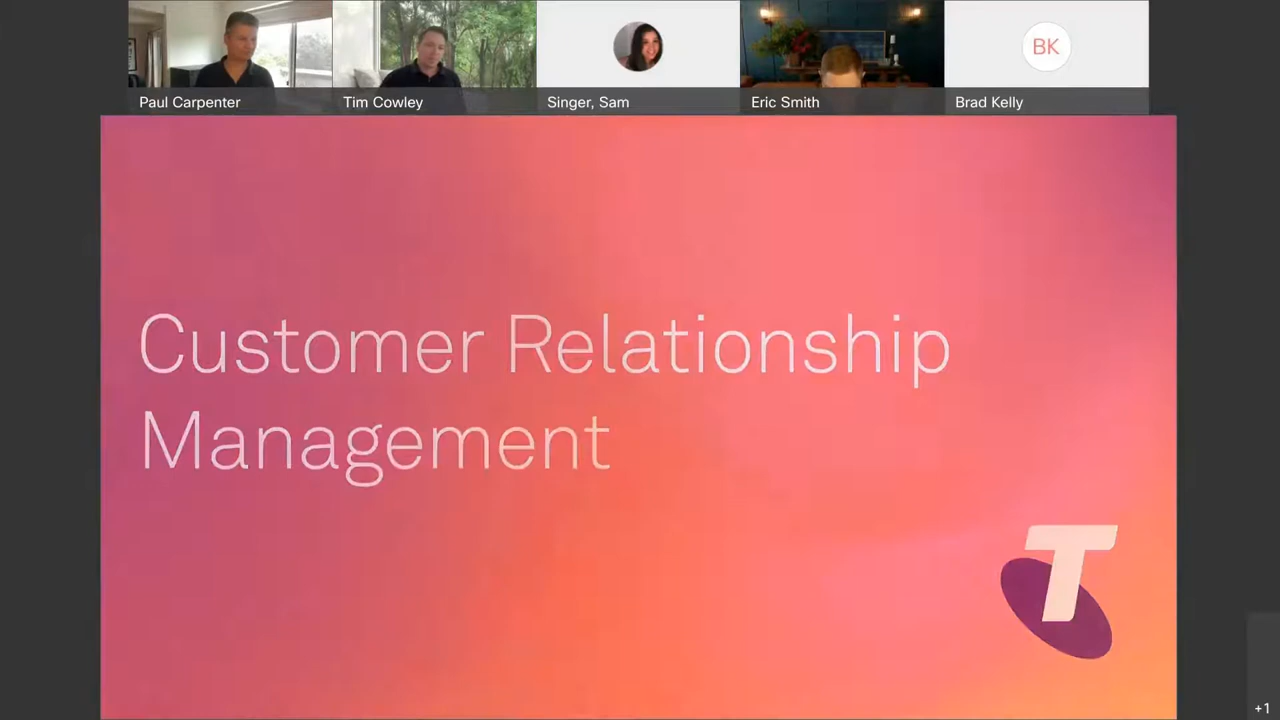 Paul Carpenter
Tim Cowley
Singer, Sam
Eric Smith
BK
Brad Kelly
Customer Relationship
Management
T
+1